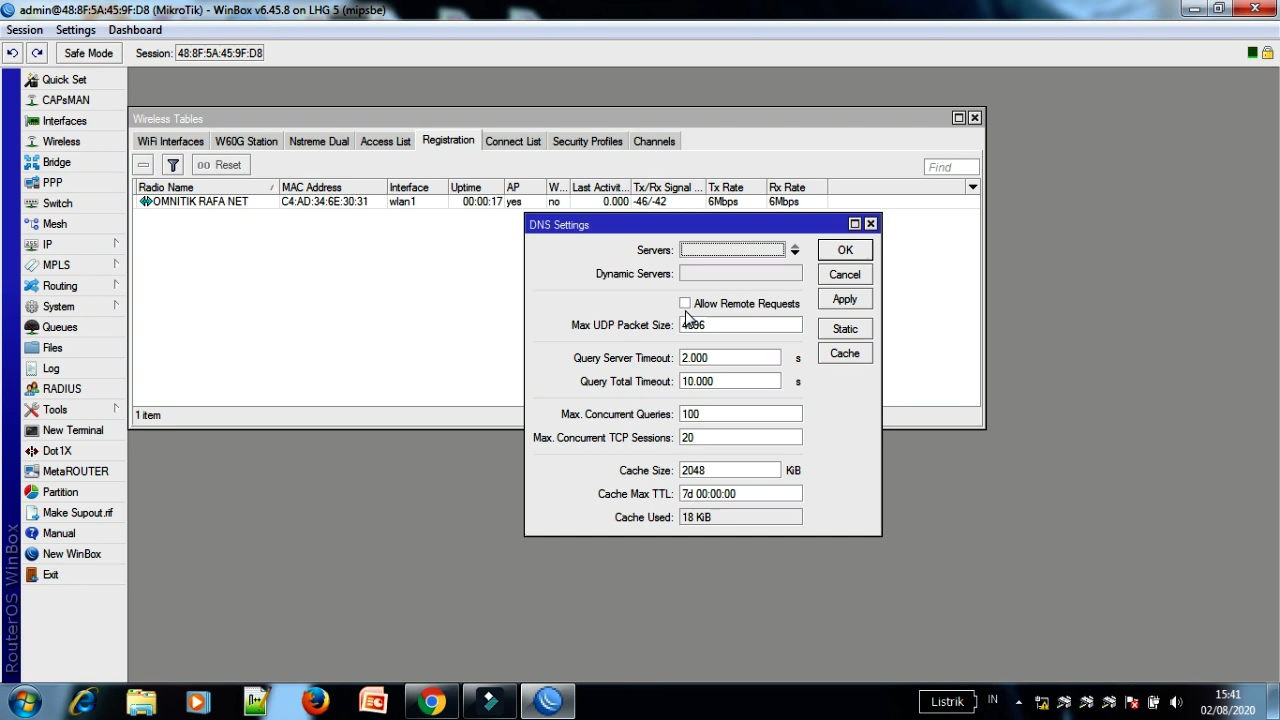 admin@48:8F:5A:45:9F:D8 (MikroTik) - WinBox v6.45.8 on LHG 5 (mipsbe)
Session Settings Dashboard
Safe Mode Session: 48:8F:5A:45:9F:D8
Quick Set
CAPsMAN
Interfaces
Wireless
Bridge
PPP
Switch
Mesh
IP
MPLS
Routing
System
Queues
Files
Log
RADIUS
Tools
New Terminal
Dot1X
MetaROUTER
Partition
Make Supout.rif
Manual
New WinBox
Exit
RouterOS WinBox
Wireless Tables
WiFi Interfaces W60G Station Nstreme Dual Access List Registration Connect List Security Profiles Channels
Reset Find
Radio Name / MAC Address Interface Uptime AP W... Last Activit... Tx/Rx Signal ... Tx Rate Rx Rate
OMNITIK RAFA NET C4:AD:34:6E:30:31 wlan1 00:00:17 yes no 0.000 -46/-42 6Mbps 6Mbps
1 item
DNS Settings
Servers: OK
Dynamic Servers: Cancel
Allow Remote Requests Apply
Max UDP Packet Size: Static
Query Server Timeout: 2.000 s Cache
Query Total Timeout: 10.000 s
Max. Concurrent Queries: 100
Max. Concurrent TCP Sessions: 20
Cache Size: 2048 KiB
Cache Max TTL: 7d 00:00:00
Cache Used: 18 KiB
Listrik IN 15:41
02/08/2020